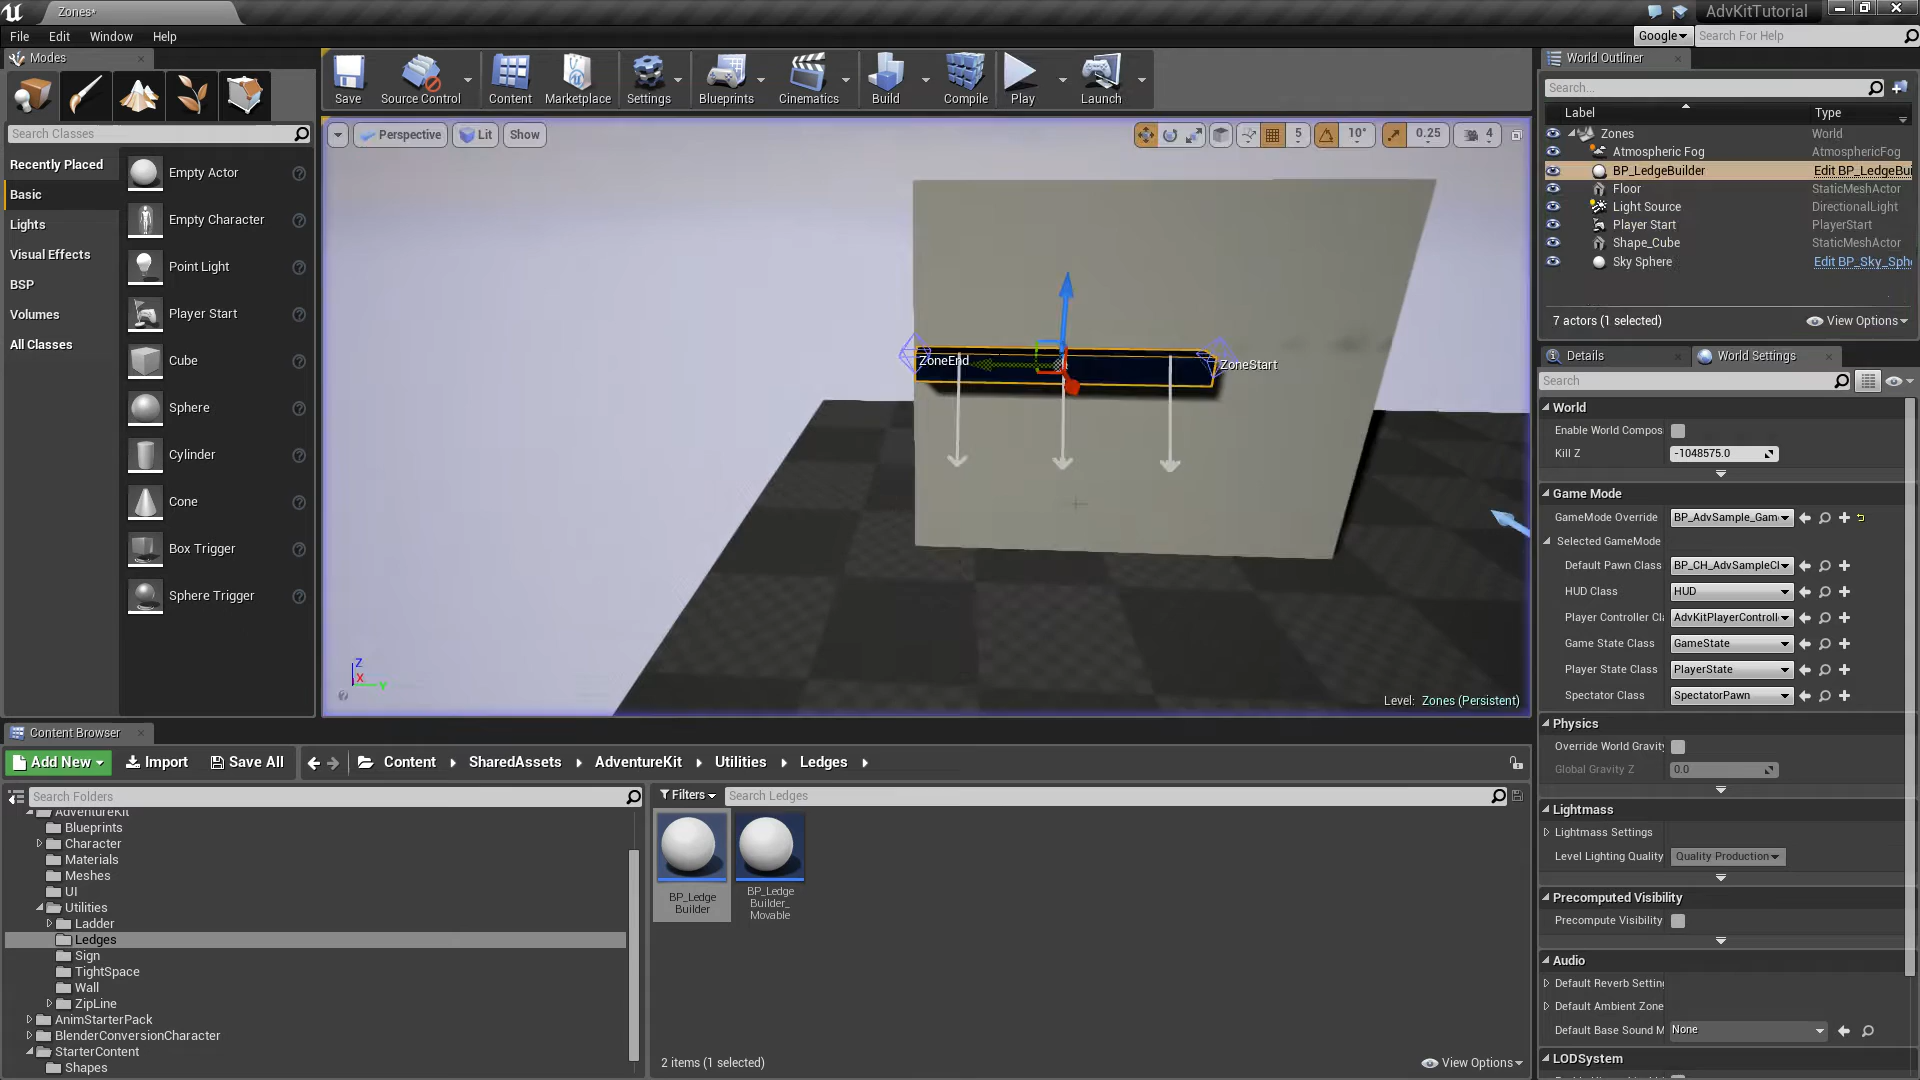 Zones*
AdvKitTutorial
File Edit Window Help
Google
Search For Help
Modes
Search Classes
Recently Placed
Basic
Lights
Visual Effects
BSP
Volumes
All Classes
Empty Actor
Empty Character
Point Light
Player Start
Cube
Sphere
Cylinder
Cone
Box Trigger
Sphere Trigger
Save
Source Control
Content
Marketplace
Settings
Blueprints
Cinematics
Build
Compile
Play
Launch
Perspective Lit Show
5 10° 0.25 4
ZoneEnd
ZoneStart
Z
X
Y
Level: Zones (Persistent)
World Outliner
Search...
Label Type
Zones World
Atmospheric Fog AtmosphericFog
BP_LedgeBuilder Edit BP_LedgeBui
Floor StaticMeshActor
Light Source DirectionalLight
Player Start PlayerStart
Shape_Cube StaticMeshActor
Sky Sphere Edit BP_Sky_Sph
7 actors (1 selected)
View Options
Details
World Settings
Search
World
Enable World Compos
Kill Z -1048575.0
Game Mode
GameMode Override BP_AdvSample_Gam
Selected GameMode
Default Pawn Class BP_CH_AdvSampleCl
HUD Class HUD
Player Controller Cl AdvKitPlayerControll
Game State Class GameState
Player State Class PlayerState
Spectator Class SpectatorPawn
Physics
Override World Gravit
Global Gravity Z 0.0
Lightmass
Lightmass Settings
Level Lighting Quality Quality Production
Precomputed Visibility
Precompute Visibility
Audio
Default Reverb Settin
Default Ambient Zone
Default Base Sound M None
LODSystem
Content Browser
Add New Import Save All
Content SharedAssets AdventureKit Utilities Ledges
Search Folders
AdventureKit
Blueprints
Character
Materials
Meshes
UI
Utilities
Ladder
Ledges
Sign
TightSpace
Wall
ZipLine
AnimStarterPack
BlenderConversionCharacter
StarterContent
Shapes
Filters
Search Ledges
BP_Ledge
Builder
BP_Ledge
Builder_
Movable
2 items (1 selected)
View Options